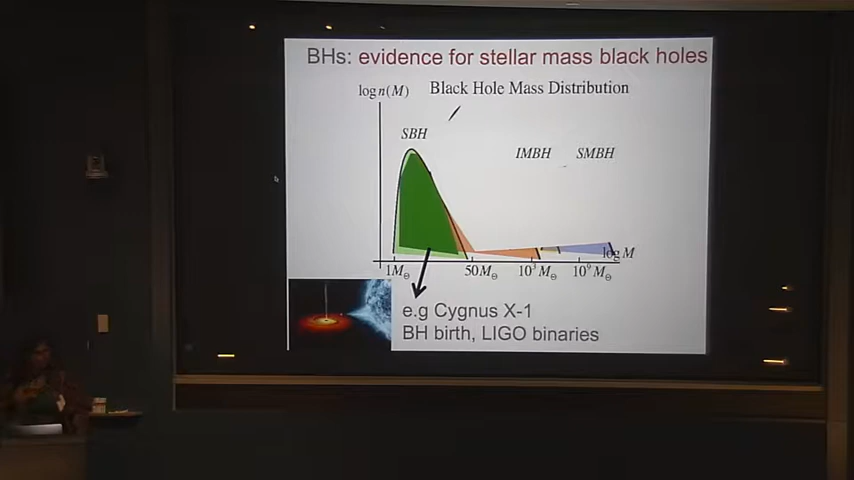 BHs: evidence for stellar mass black holes
log n(M) Black Hole Mass Distribution
SBH
IMBH SMBH
log M
1M⊙ 50M⊙ 10³M⊙ 10⁹M⊙
e.g Cygnus X-1
BH birth, LIGO binaries